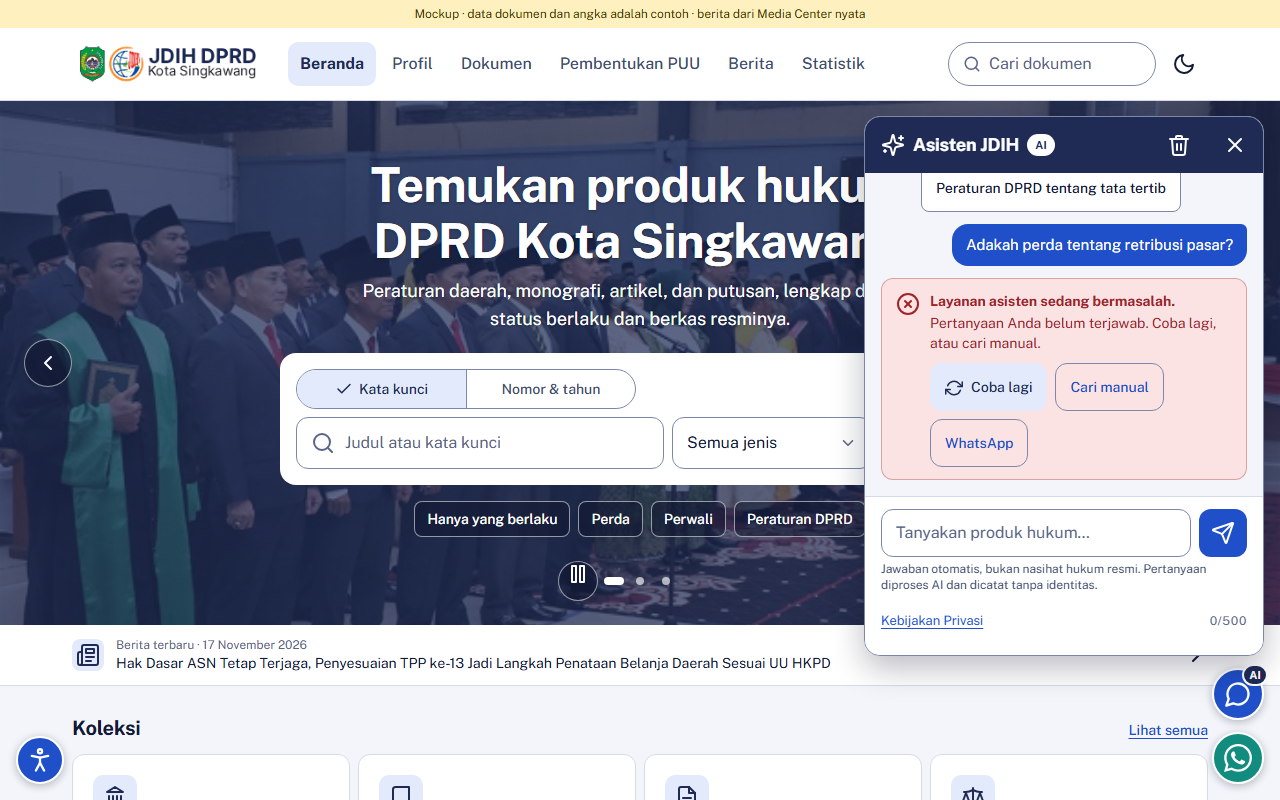 Mockup · data dokumen dan angka adalah contoh · berita dari Media Center nyata
JDIH DPRD
Kota Singkawang
Beranda
Profil
Dokumen
Pembentukan PUU
Berita
Statistik
Cari dokumen
Temukan produk huku
DPRD Kota Singkawan
Peraturan daerah, monografi, artikel, dan putusan, lengkap d
status berlaku dan berkas resminya.
Kata kunci
Nomor & tahun
Judul atau kata kunci
Semua jenis
Hanya yang berlaku
Perda
Perwali
Peraturan DPRD
Asisten JDIH
AI
Peraturan DPRD tentang tata tertib
Adakah perda tentang retribusi pasar?
Layanan asisten sedang bermasalah.
Pertanyaan Anda belum terjawab. Coba lagi,
atau cari manual.
Coba lagi
Cari manual
WhatsApp
Tanyakan produk hukum...
Jawaban otomatis, bukan nasihat hukum resmi. Pertanyaan
diproses AI dan dicatat tanpa identitas.
Kebijakan Privasi
0/500
Berita terbaru · 17 November 2026
Hak Dasar ASN Tetap Terjaga, Penyesuaian TPP ke-13 Jadi Langkah Penataan Belanja Daerah Sesuai UU HKPD
AI
Koleksi
Lihat semua